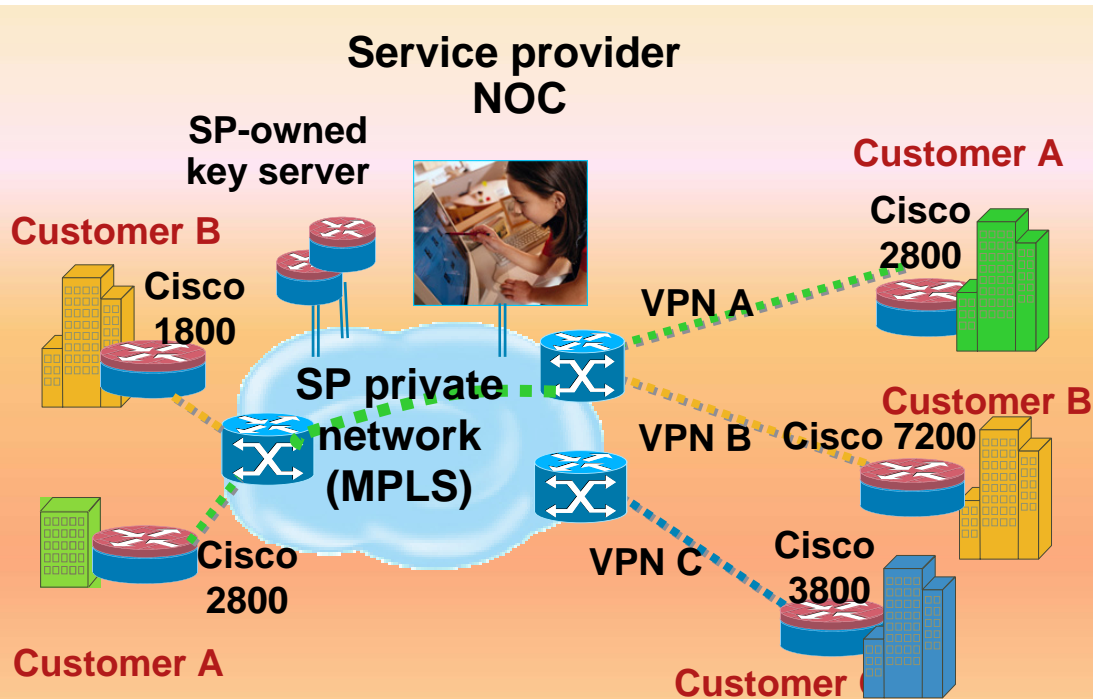 Service provider
NOC
SP-owned
key server
Customer A
Cisco
2800
Customer B
Cisco
1800
VPN A
SP private
network
(MPLS)
Customer B
VPN B
Cisco 7200
Cisco
2800
VPN C
Cisco
3800
Customer A
Customer